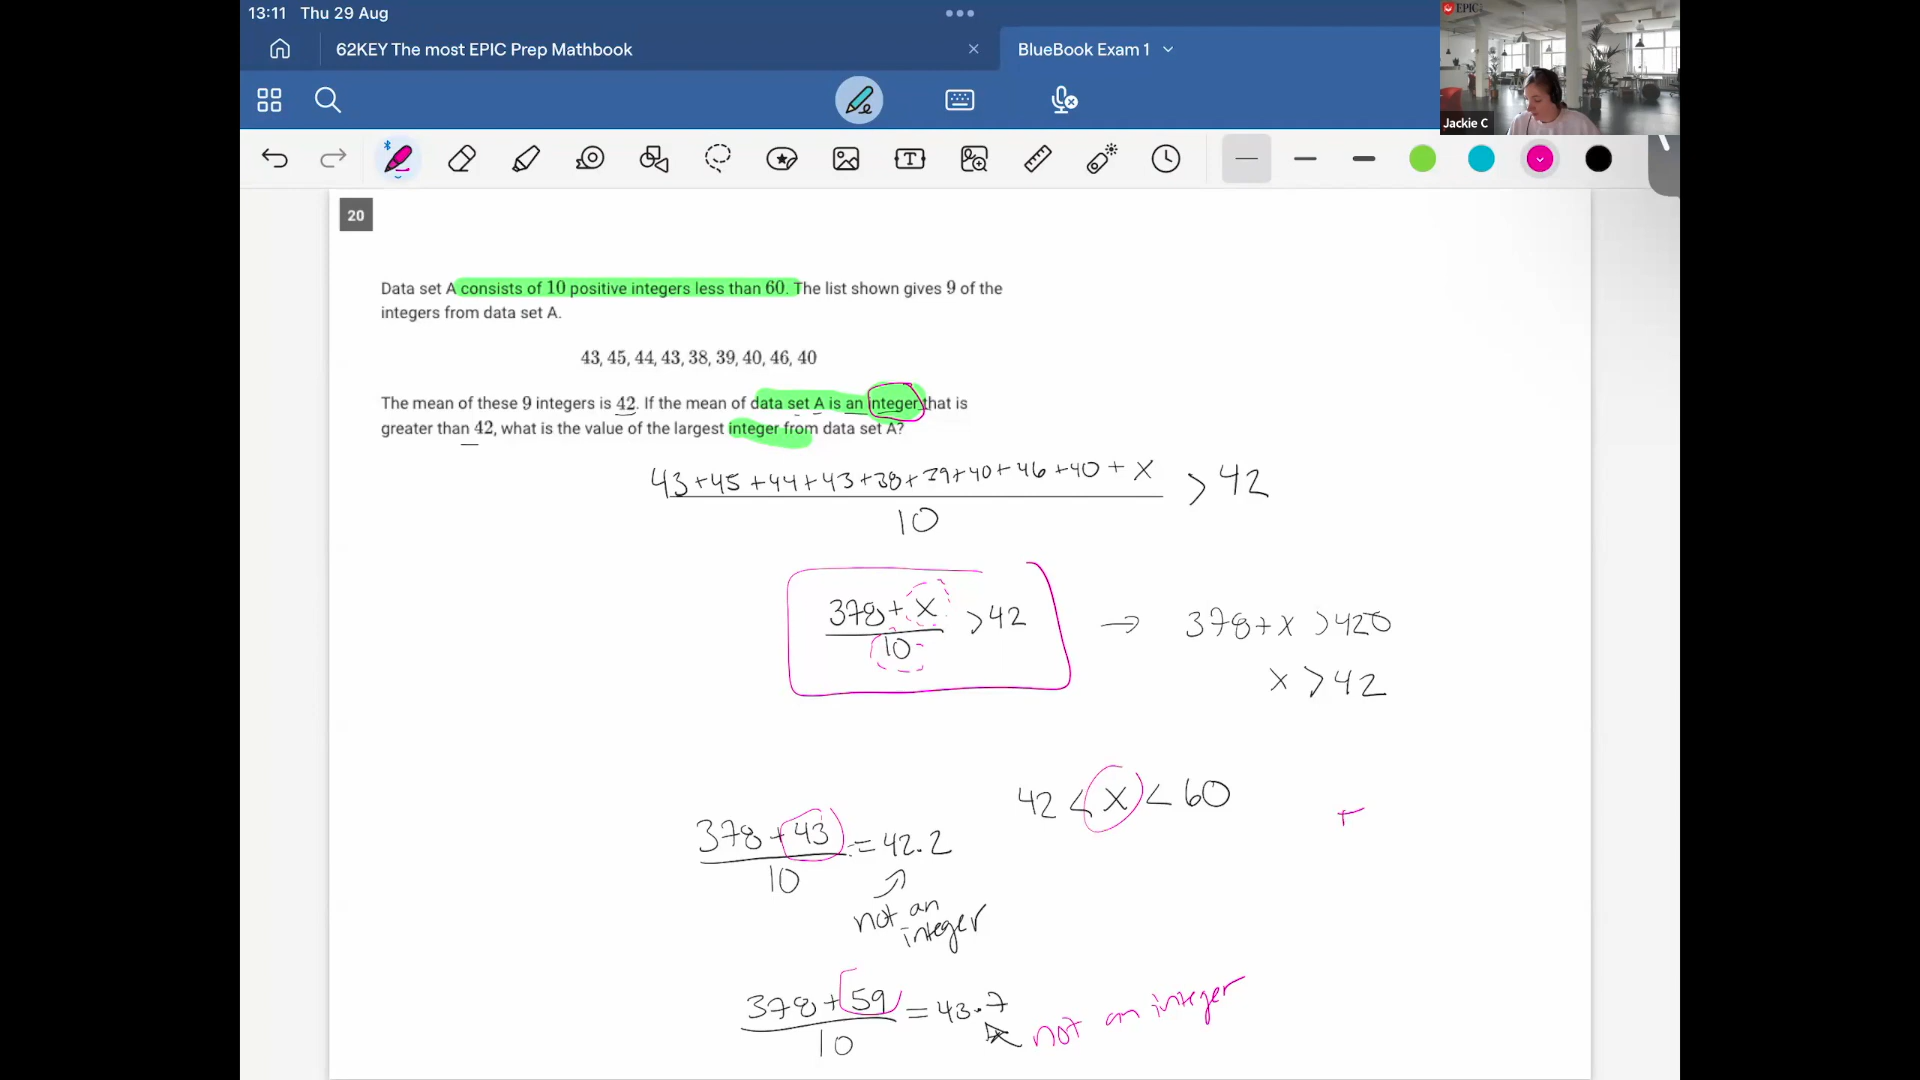 13:11 Thu 29 Aug
62KEY The most EPIC Prep Mathbook
BlueBook Exam 1
EPIC
Jackie C
20
Data set A consists of 10 positive integers less than 60. The list shown gives 9 of the
integers from data set A.
43, 45, 44, 43, 38, 39, 40, 46, 40
The mean of these 9 integers is 42. If the mean of data set A is an integer that is
greater than 42, what is the value of the largest integer from data set A?
43+45+44+43+38+39+40+46+40+x
> 42
10
378+x
>42
10
→ 378+x >420
x >42
42 < x < 60
378+43
= 42.2
10
not an
integer
378+59
= 43.7
10
not an integer